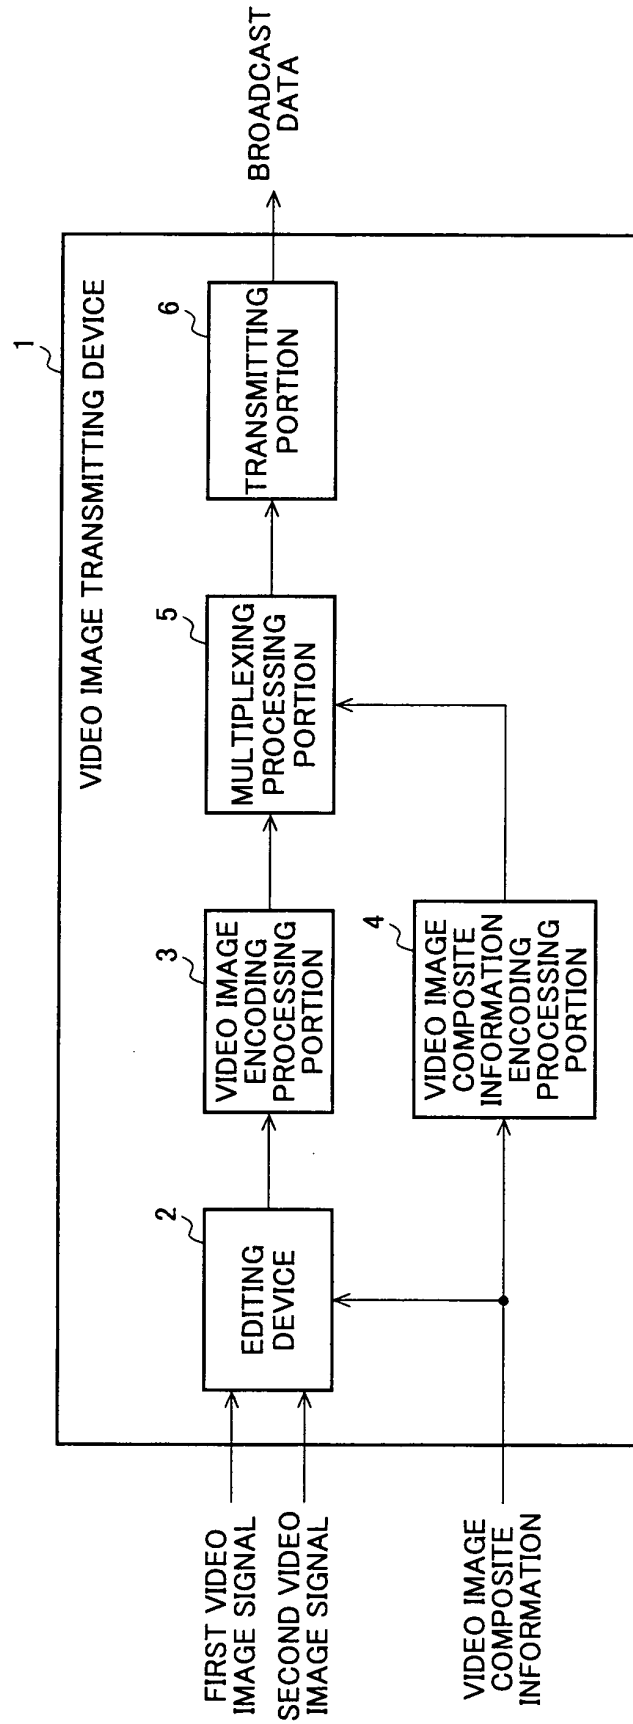 1
VIDEO IMAGE TRANSMITTING DEVICE
FIRST VIDEO
IMAGE SIGNAL
SECOND VIDEO
IMAGE SIGNAL
VIDEO IMAGE
COMPOSITE
INFORMATION
2
EDITING
DEVICE
3
VIDEO IMAGE
ENCODING
PROCESSING
PORTION
4
VIDEO IMAGE
COMPOSITE
INFORMATION
ENCODING
PROCESSING
PORTION
5
MULTIPLEXING
PROCESSING
PORTION
6
TRANSMITTING
PORTION
BROADCAST
DATA